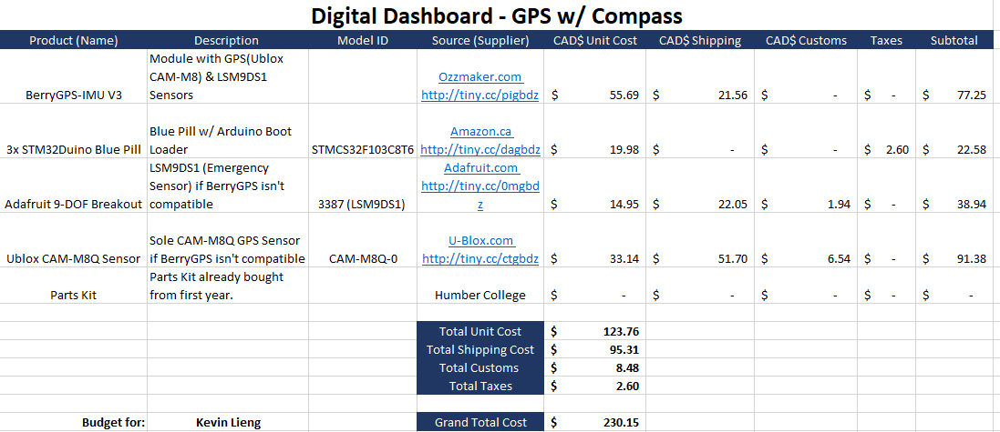 Digital Dashboard - GPS w/ Compass
Product (Name) Description Model ID Source (Supplier) CAD$ Unit Cost CAD$ Shipping CAD$ Customs Taxes Subtotal
Module with GPS(Ublox
CAM-M8) & LSM9DS1 Ozzmaker.com
BerryGPS-IMU V3 Sensors http://tiny.cc/pigbdz $ 55.69 $ 21.56 $ - $ - $ 77.25
Blue Pill w/ Arduino Boot Amazon.ca
3x STM32Duino Blue Pill Loader STMCS32F103C8T6 http://tiny.cc/dagbdz $ 19.98 $ - $ - $ 2.60 $ 22.58
LSM9DS1 (Emergency Adafruit.com
Sensor) if BerryGPS isn't http://tiny.cc/0mgbd
Adafruit 9-DOF Breakout compatible 3387 (LSM9DS1) z $ 14.95 $ 22.05 $ 1.94 $ - $ 38.94
Sole CAM-M8Q GPS Sensor U-Blox.com
Ublox CAM-M8Q Sensor if BerryGPS isn't compatible CAM-M8Q-0 http://tiny.cc/ctgbdz $ 33.14 $ 51.70 $ 6.54 $ - $ 91.38
Parts Kit already bought
Parts Kit from first year. Humber College $ - $ - $ - $ - $ -
Total Unit Cost $ 123.76
Total Shipping Cost $ 95.31
Total Customs $ 8.48
Total Taxes $ 2.60
Budget for: Kevin Lieng Grand Total Cost $ 230.15